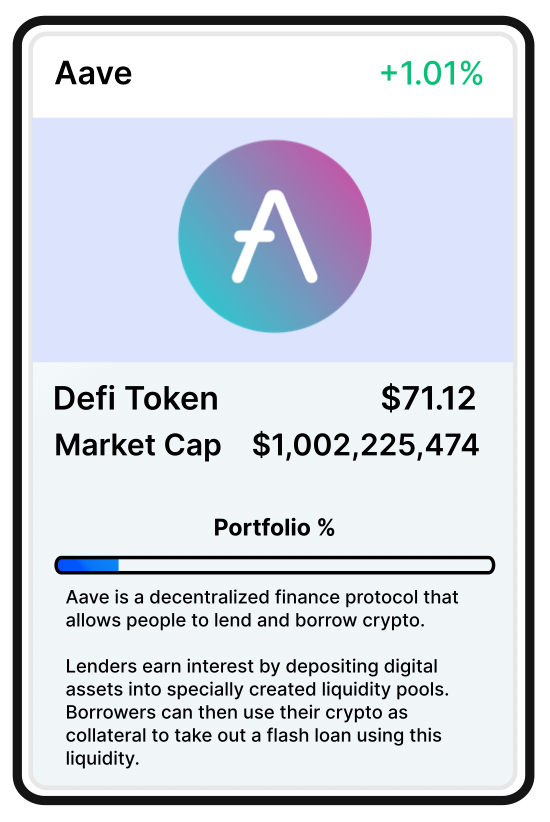 Aave +1.01%
Defi Token $71.12
Market Cap $1,002,225,474
Portfolio %
Aave is a decentralized finance protocol that
allows people to lend and borrow crypto.
Lenders earn interest by depositing digital
assets into specially created liquidity pools.
Borrowers can then use their crypto as
collateral to take out a flash loan using this
liquidity.